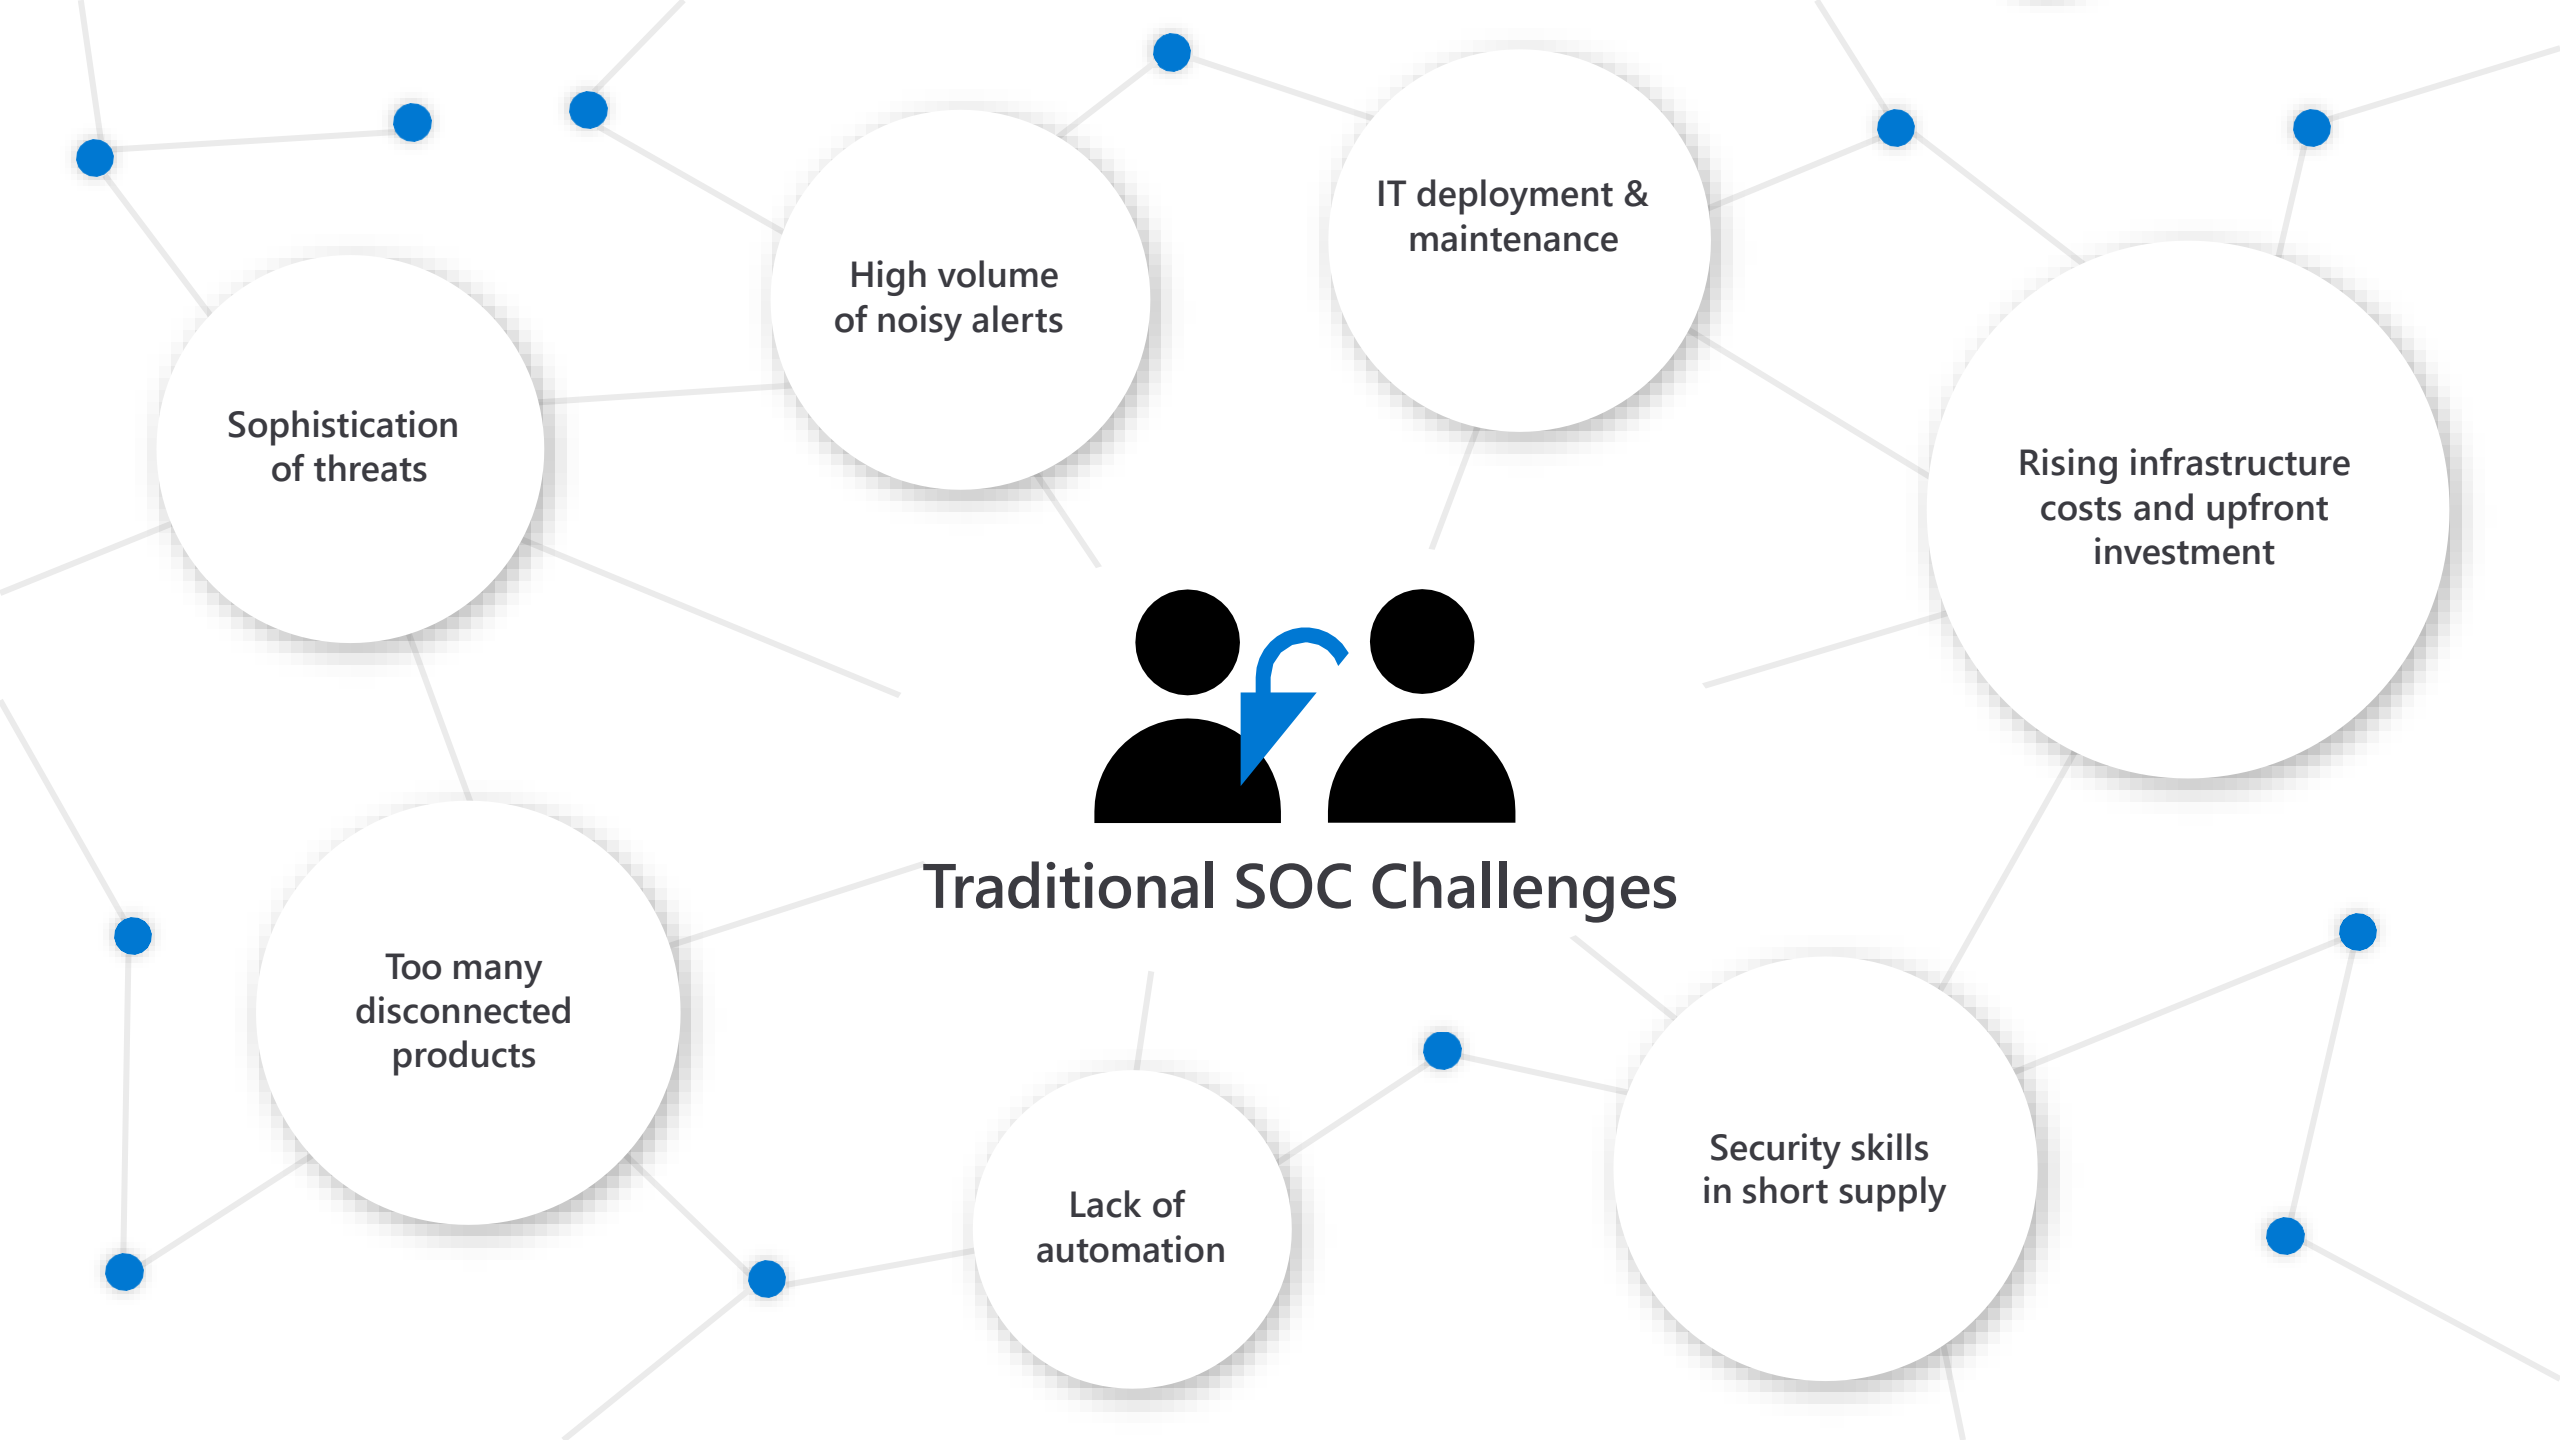 IT deployment &
maintenance
High volume
of noisy alerts
Sophistication
of threats
Rising infrastructure
costs and upfront
investment
Traditional SOC Challenges
Too many
disconnected
products
Security skills
in short supply
Lack of
automation